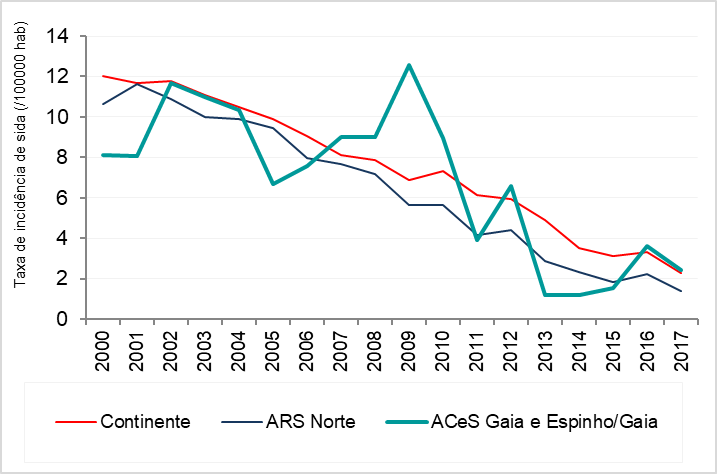 Taxa de incidência de sida (/100000 hab)
14
12
10
8
6
4
2
0
2000 2001 2002 2003 2004 2005 2006 2007 2008 2009 2010 2011 2012 2013 2014 2015 2016 2017
Continente ARS Norte ACeS Gaia e Espinho/Gaia